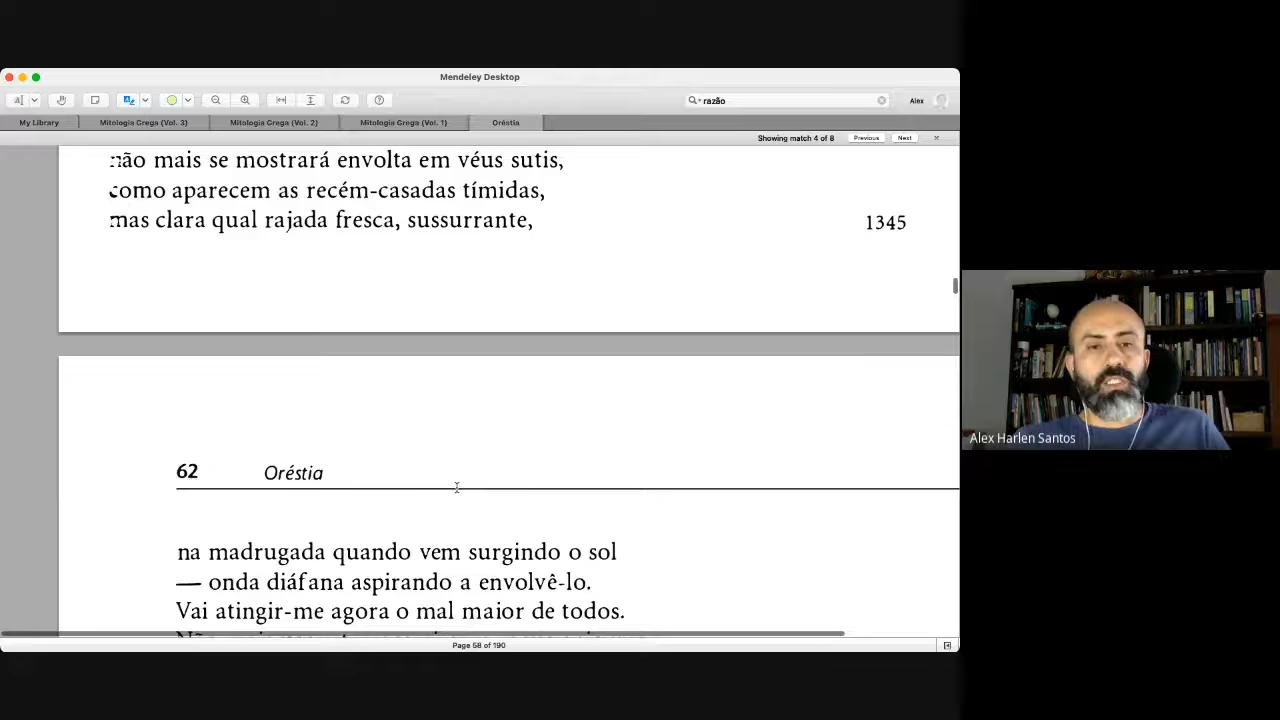 Mendeley Desktop
razão
Alex
My Library
Mitologia Grega (Vol. 3)
Mitologia Grega (Vol. 2)
Mitologia Grega (Vol. 1)
Oréstia
Showing match 4 of 8
Previous
Next
não mais se mostrará envolta em véus sutis,
como aparecem as recém-casadas tímidas,
mas clara qual rajada fresca, sussurrante,
1345
62 Oréstia
na madrugada quando vem surgindo o sol
— onda diáfana aspirando a envolvê-lo.
Vai atingir-me agora o mal maior de todos.
Page 58 of 190
Alex Harlen Santos